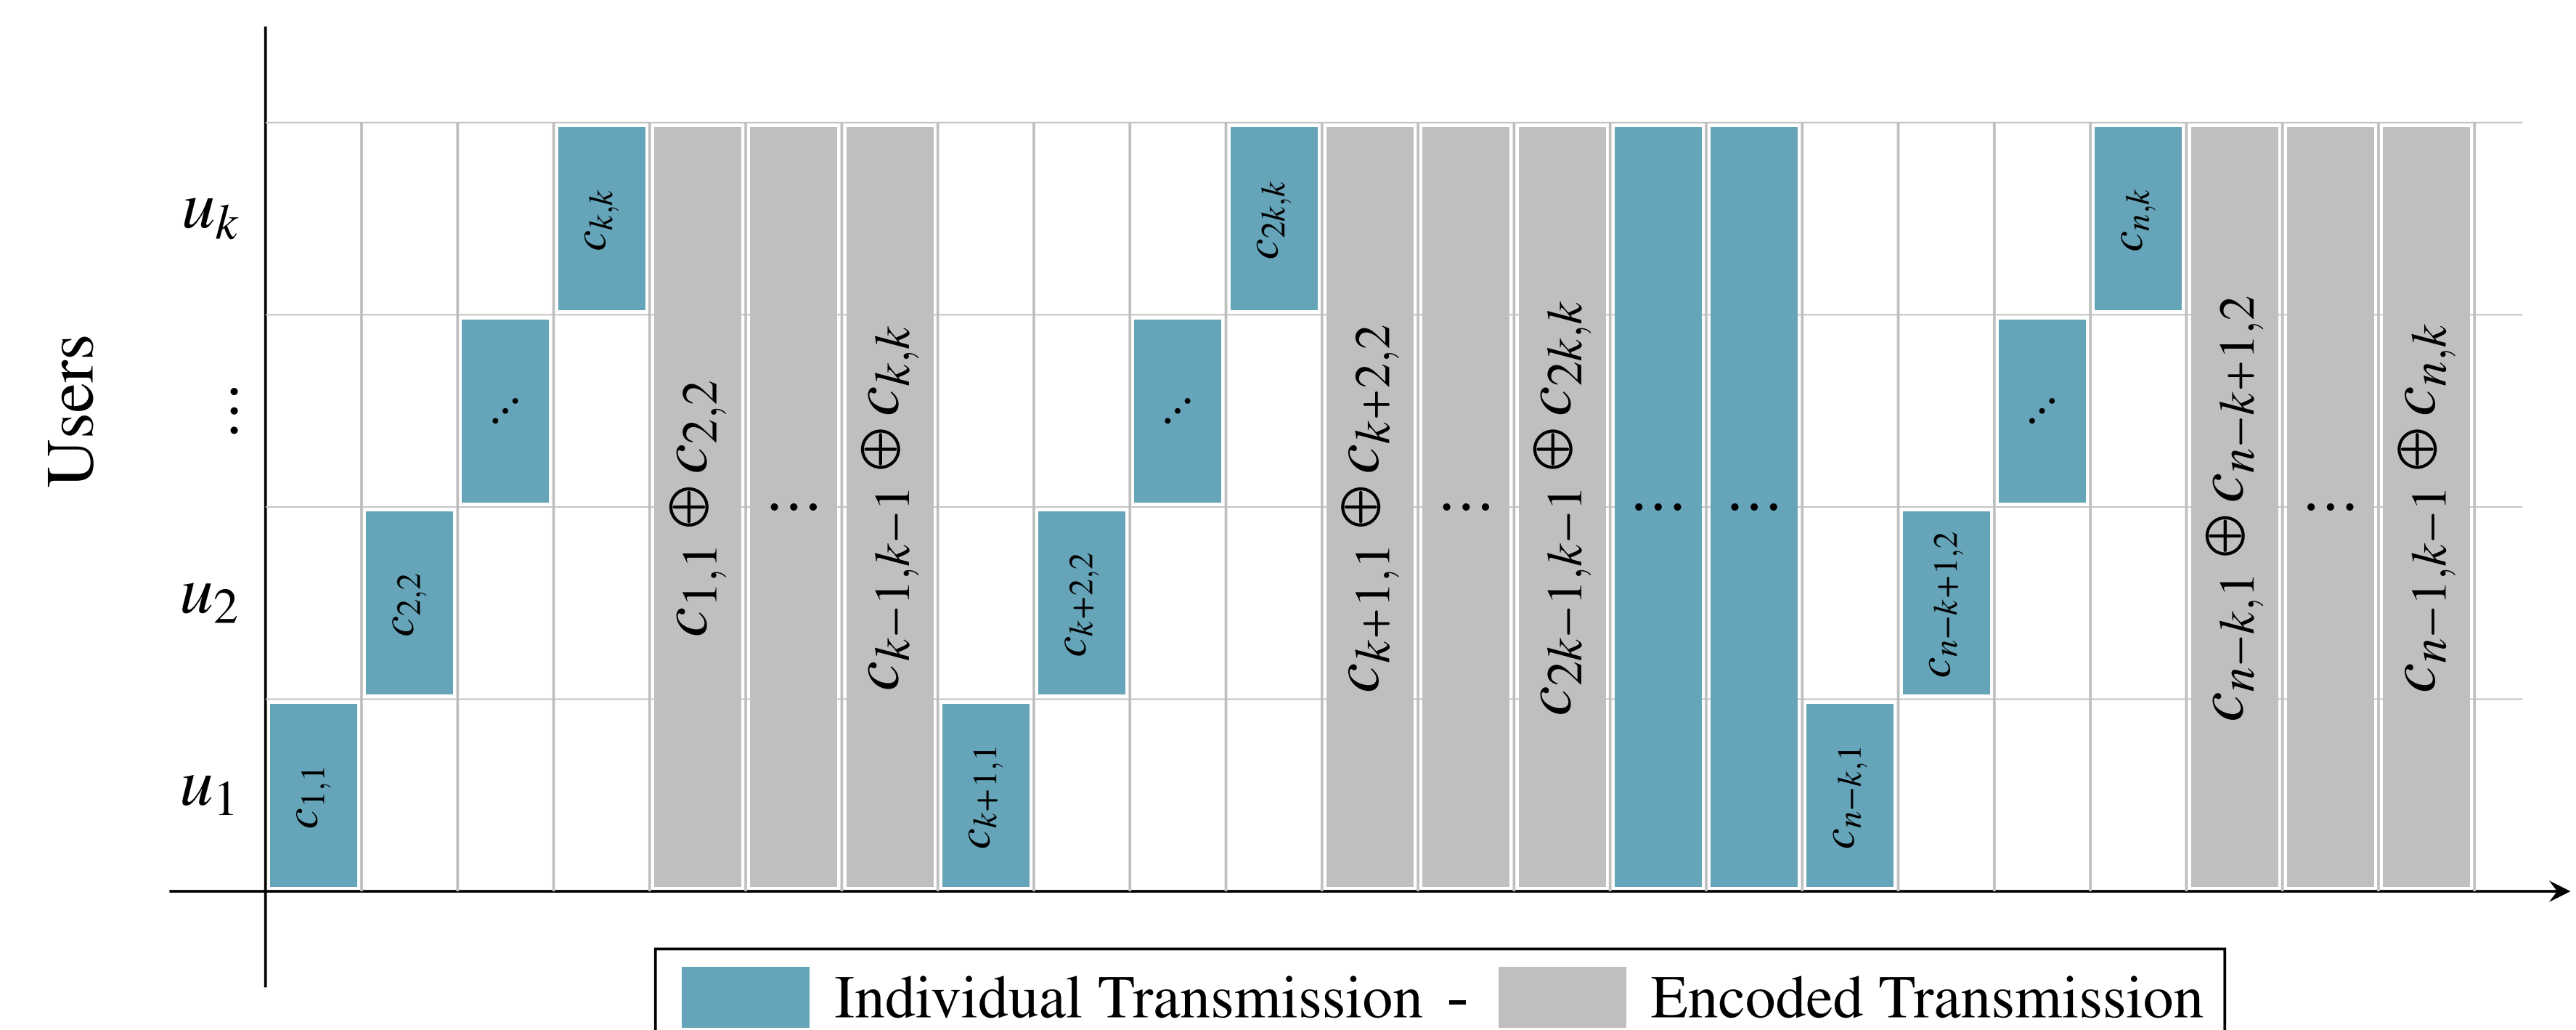 Users
u_k
⋮
u_2
u_1
c_{1,1}
c_{2,2}
⋰
c_{k,k}
c_{1,1} ⊕ c_{2,2}
⋯
c_{k−1,k−1} ⊕ c_{k,k}
c_{k+1,1}
c_{k+2,2}
⋰
c_{2k,k}
c_{k+1,1} ⊕ c_{k+2,2}
⋯
c_{2k−1,k−1} ⊕ c_{2k,k}
⋯
⋯
c_{n−k,1}
c_{n−k+1,2}
⋰
c_{n,k}
c_{n−k,1} ⊕ c_{n−k+1,2}
⋯
c_{n−1,k−1} ⊕ c_{n,k}
Individual Transmission - Encoded Transmission